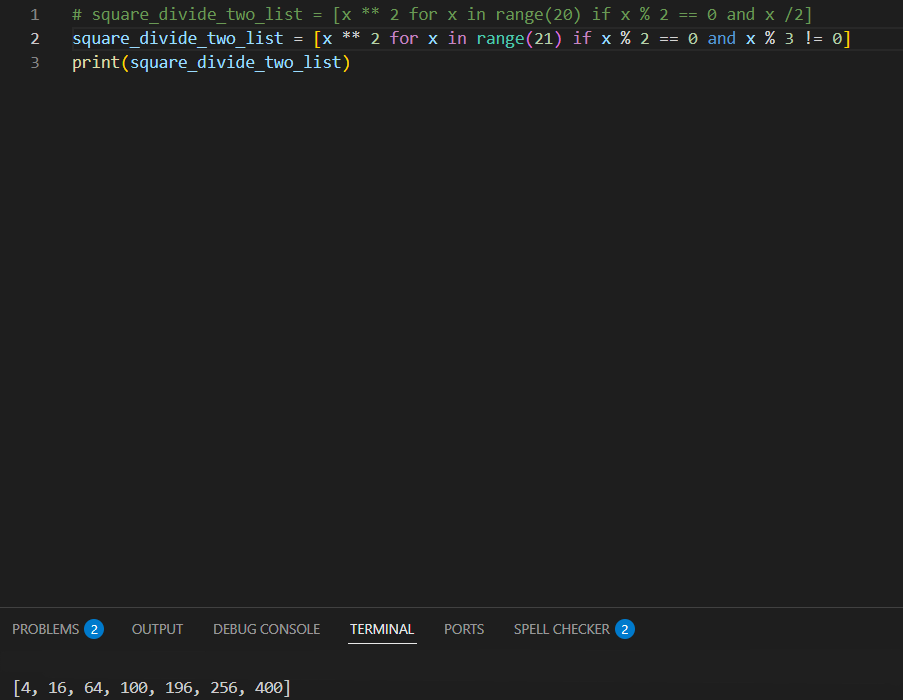 1 # square_divide_two_list = [x ** 2 for x in range(20) if x % 2 == 0 and x /2]
2 square_divide_two_list = [x ** 2 for x in range(21) if x % 2 == 0 and x % 3 != 0]
3 print(square_divide_two_list)
PROBLEMS 2 OUTPUT DEBUG CONSOLE TERMINAL PORTS SPELL CHECKER 2
[4, 16, 64, 100, 196, 256, 400]